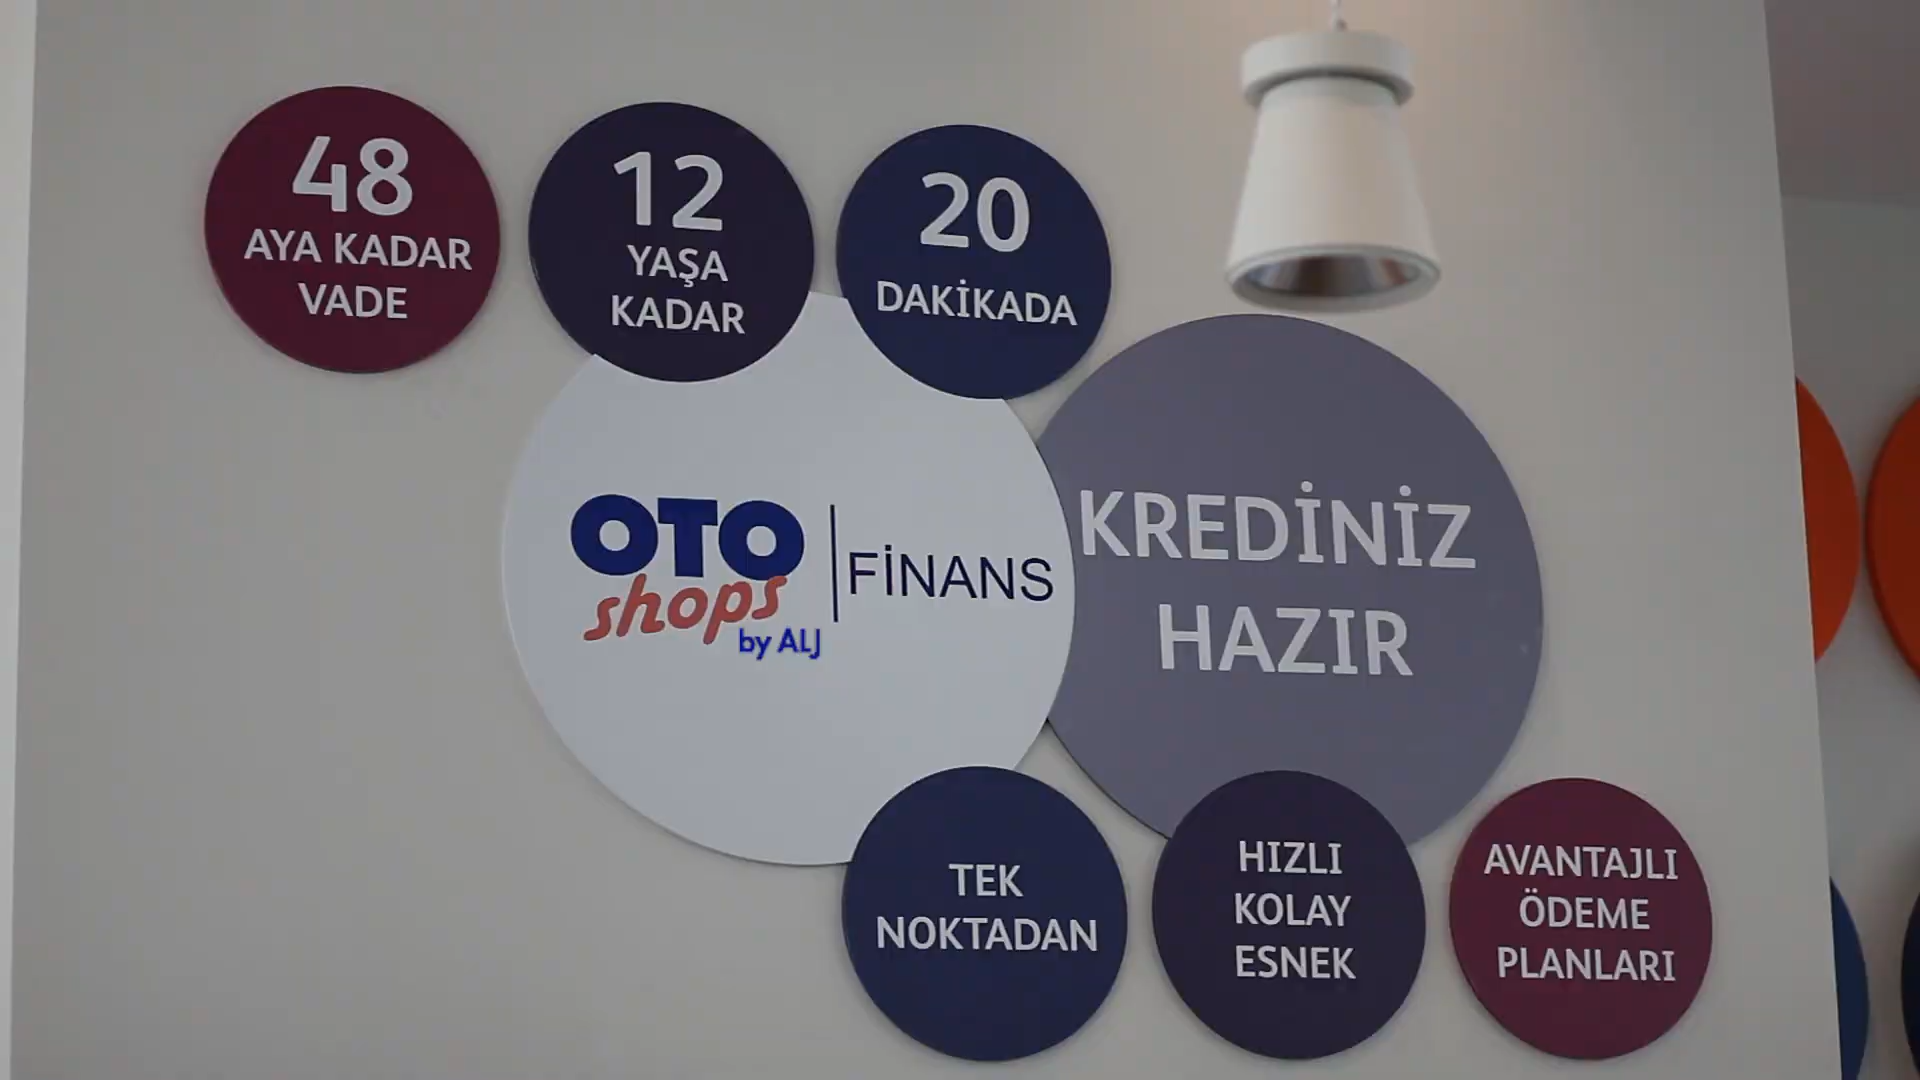 48
AYA KADAR
VADE
12
YAŞA
KADAR
20
DAKİKADA
OTO
shops
by ALJ
FİNANS
KREDİNİZ
HAZIR
TEK
NOKTADAN
HIZLI
KOLAY
ESNEK
AVANTAJLI
ÖDEME
PLANLARI